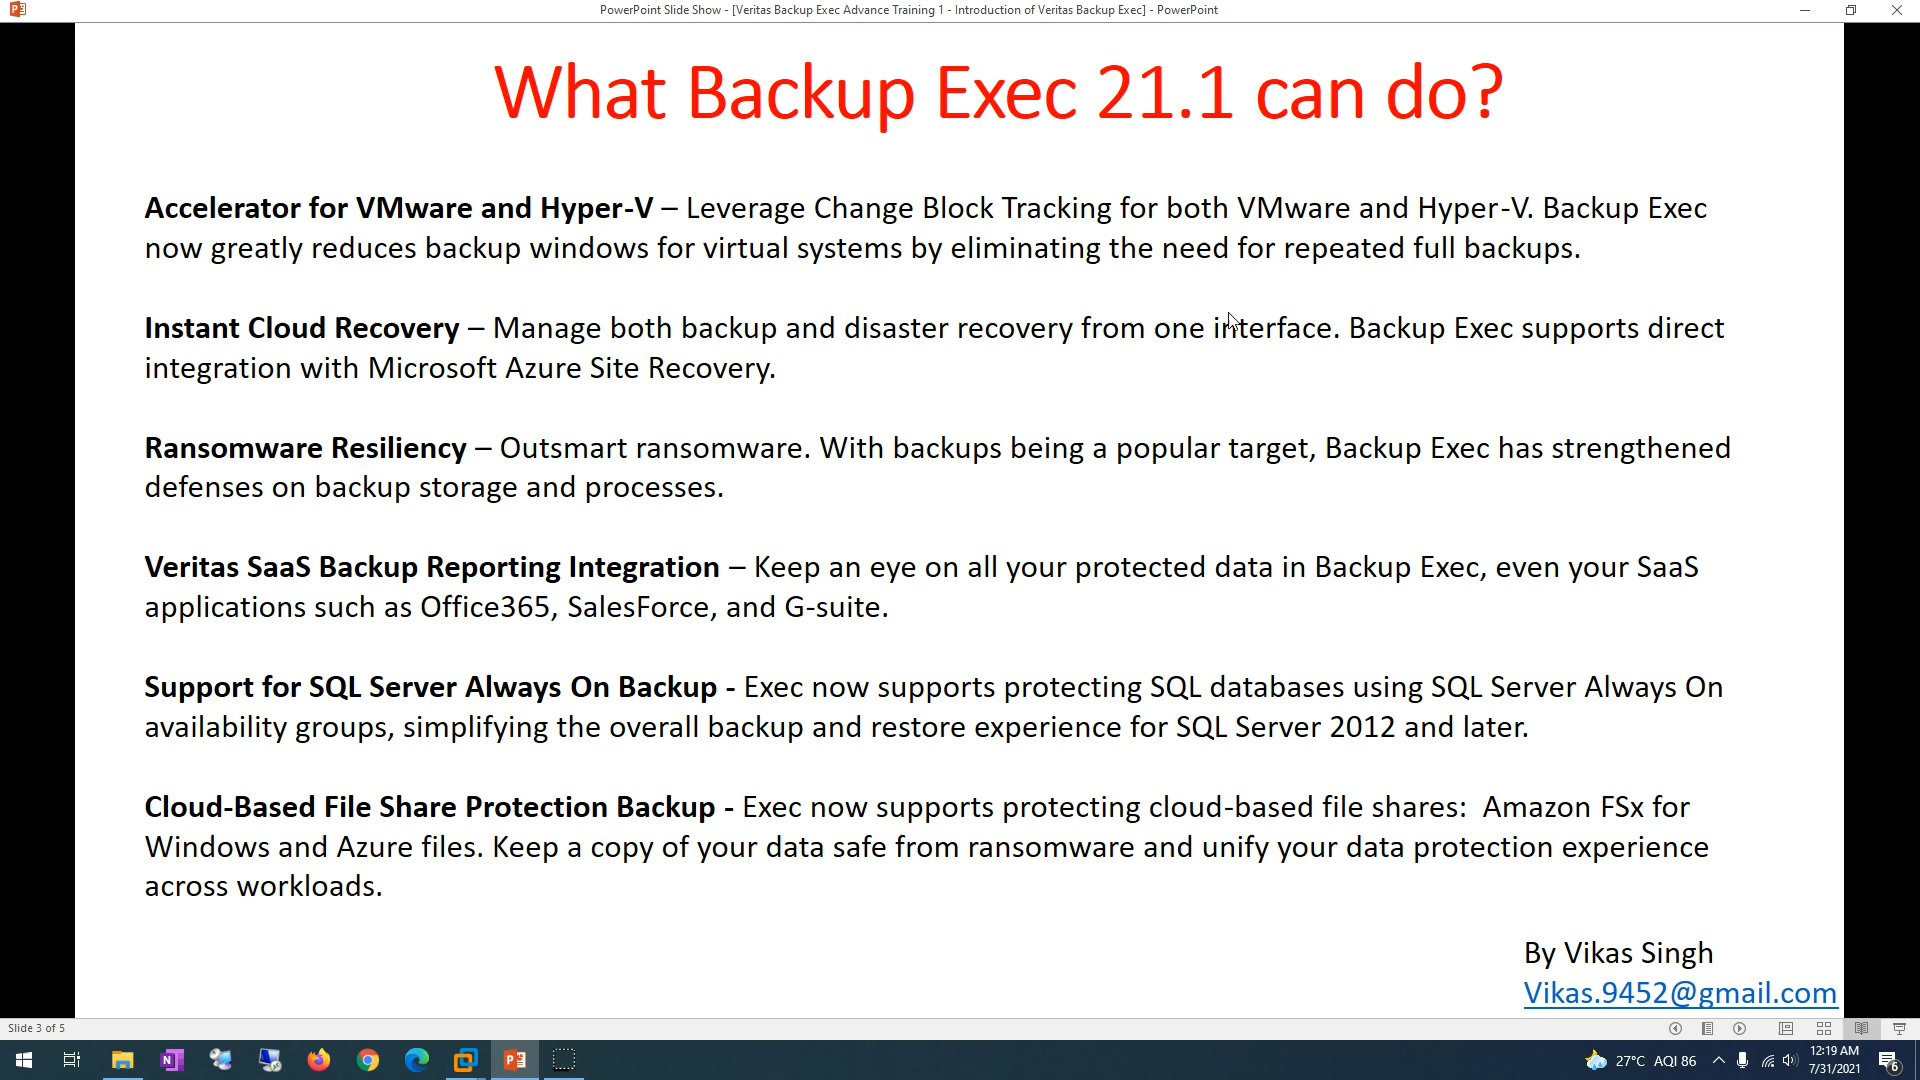 PowerPoint Slide Show - [Veritas Backup Exec Advance Training 1 - Introduction of Veritas Backup Exec] - PowerPoint
What Backup Exec 21.1 can do?
Accelerator for VMware and Hyper-V – Leverage Change Block Tracking for both VMware and Hyper-V. Backup Exec
now greatly reduces backup windows for virtual systems by eliminating the need for repeated full backups.
Instant Cloud Recovery – Manage both backup and disaster recovery from one interface. Backup Exec supports direct
integration with Microsoft Azure Site Recovery.
Ransomware Resiliency – Outsmart ransomware. With backups being a popular target, Backup Exec has strengthened
defenses on backup storage and processes.
Veritas SaaS Backup Reporting Integration – Keep an eye on all your protected data in Backup Exec, even your SaaS
applications such as Office365, SalesForce, and G-suite.
Support for SQL Server Always On Backup - Exec now supports protecting SQL databases using SQL Server Always On
availability groups, simplifying the overall backup and restore experience for SQL Server 2012 and later.
Cloud-Based File Share Protection Backup - Exec now supports protecting cloud-based file shares:  Amazon FSx for
Windows and Azure files. Keep a copy of your data safe from ransomware and unify your data protection experience
across workloads.
By Vikas Singh
Vikas.9452@gmail.com
Slide 3 of 5
27°C AQI 86
12:19 AM
7/31/2021
6